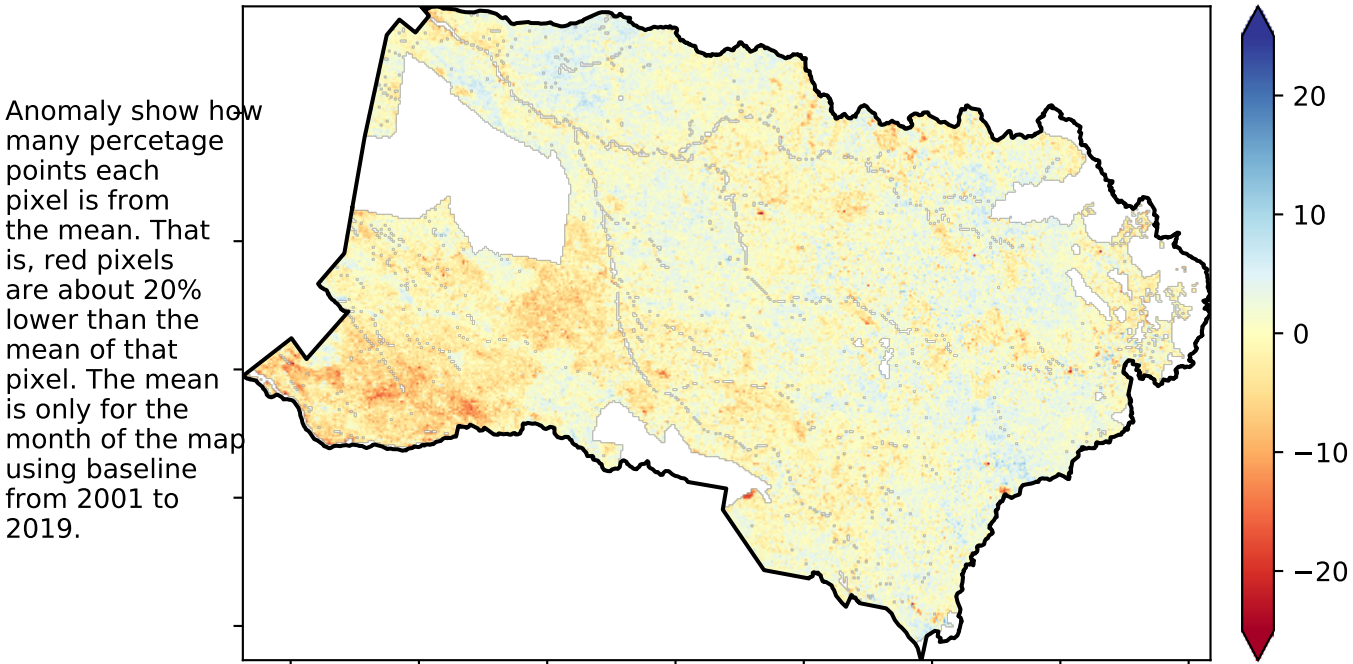 Anomaly show how
many percetage
points each
pixel is from
the mean. That
is, red pixels
are about 20%
lower than the
mean of that
pixel. The mean
is only for the
month of the map
using baseline
from 2001 to
2019.
20
10
0
−10
−20